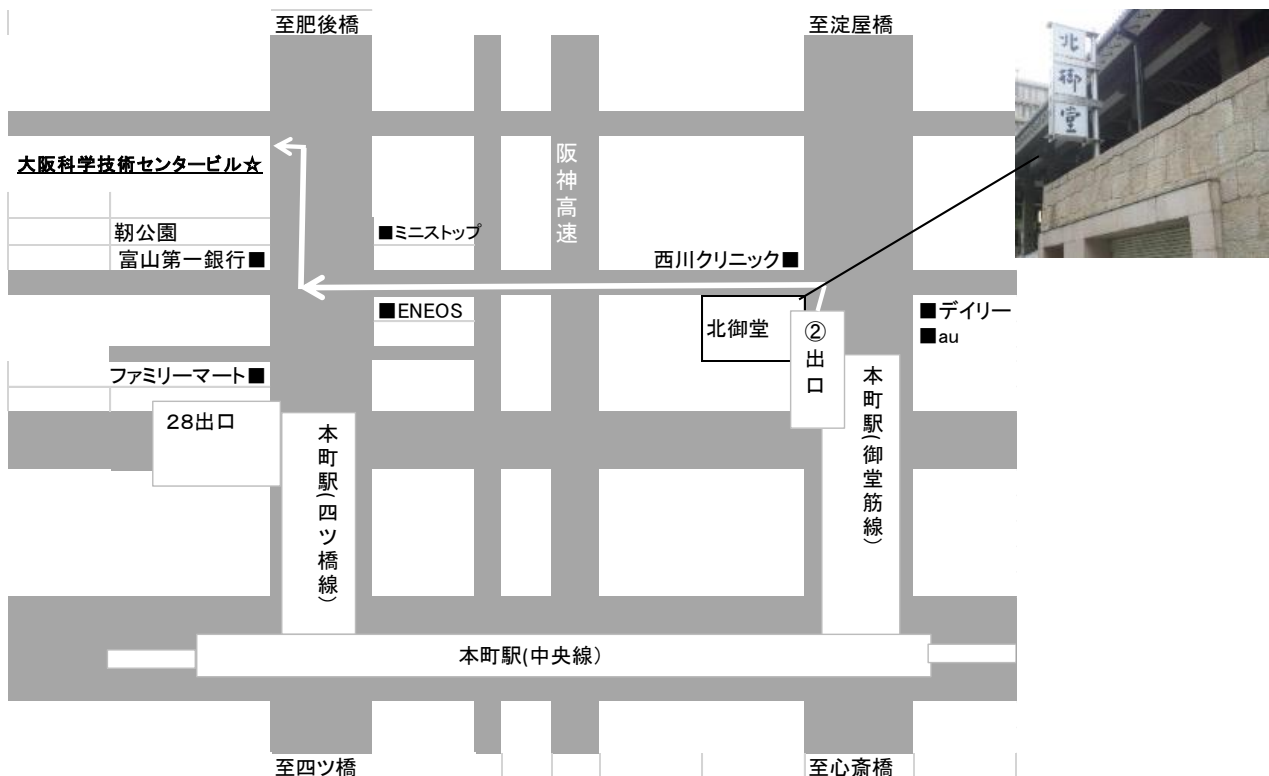 至肥後橋
至淀屋橋
北御堂
阪神高速
大阪科学技術センタービル☆
靭公園
■ミニストップ
富山第一銀行■
西川クリニック■
■ENEOS
北御堂
②出口
■デイリー
■au
ファミリーマート■
28出口
本町駅(四ツ橋線)
本町駅(御堂筋線)
本町駅(中央線)
至四ツ橋
至心斎橋